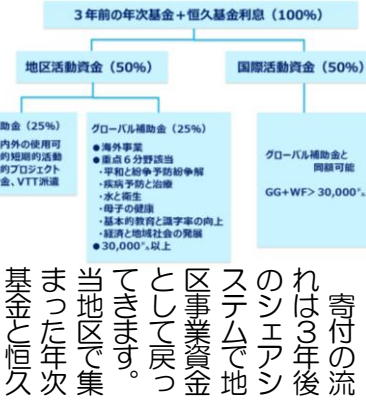 3年前の年次基金+恒久基金利息(100%)
地区活動資金(50%)
国際活動資金(50%)
助金(25%)
内外の使用可
的短期的活動
的プロジェクト
金、VTT派遣
グローバル補助金(25%)
●海外事業
●重点6分野該当
・平和と紛争予防紛争解
・疾病予防と治療
・水と衛生
・母子の健康
・基本的教育と識字率の向上
・経済と地域社会の発展
●30,000㌦以上
グローバル補助金と
同額可能
GG+WF>30,000㌦
寄付の流
れは3年後
のシェアシ
ステムで地
区事業資金
として戻っ
てきます。
当地区で集
まった年次
基金と恒久